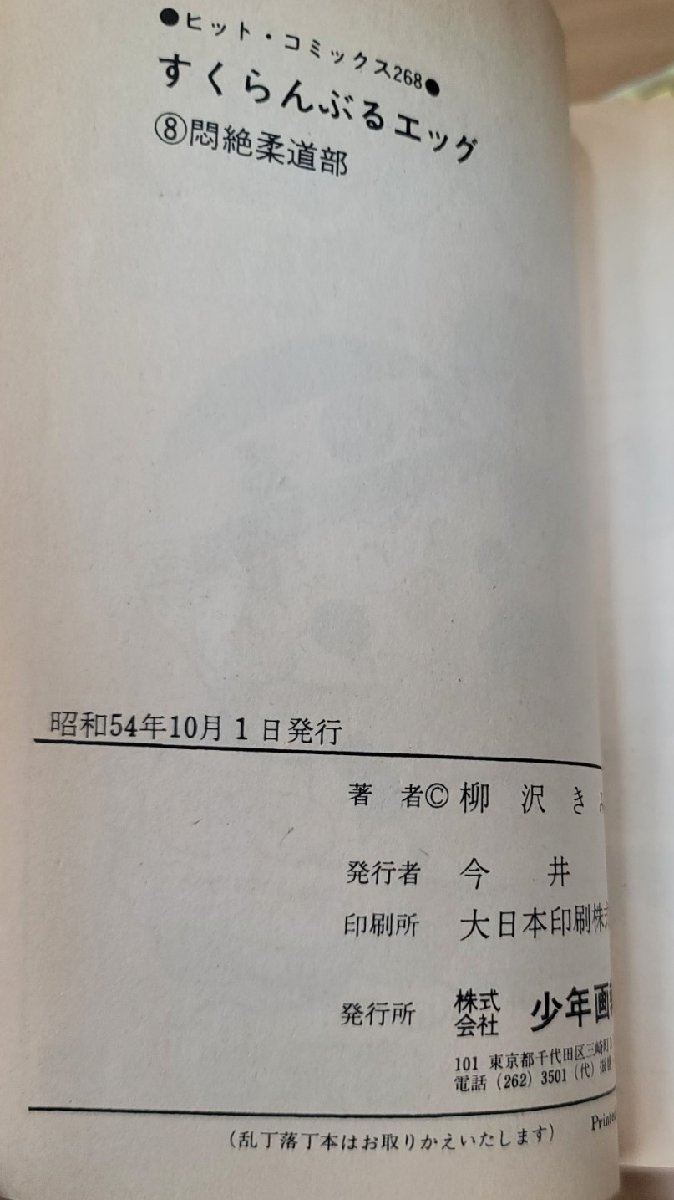 ●ヒット・コミックス268●
すくらんぶるエッグ
⑧悶絶柔道部
昭和54年10月1日発行
著 者© 柳 沢 き
発行者 今 井
印刷所 大日本印刷株
発行所 株式会社 少年画
101 東京都千代田区三崎町
電話 (262) 3501 (代)
(乱丁落丁本はお取りかえいたします)
Printed